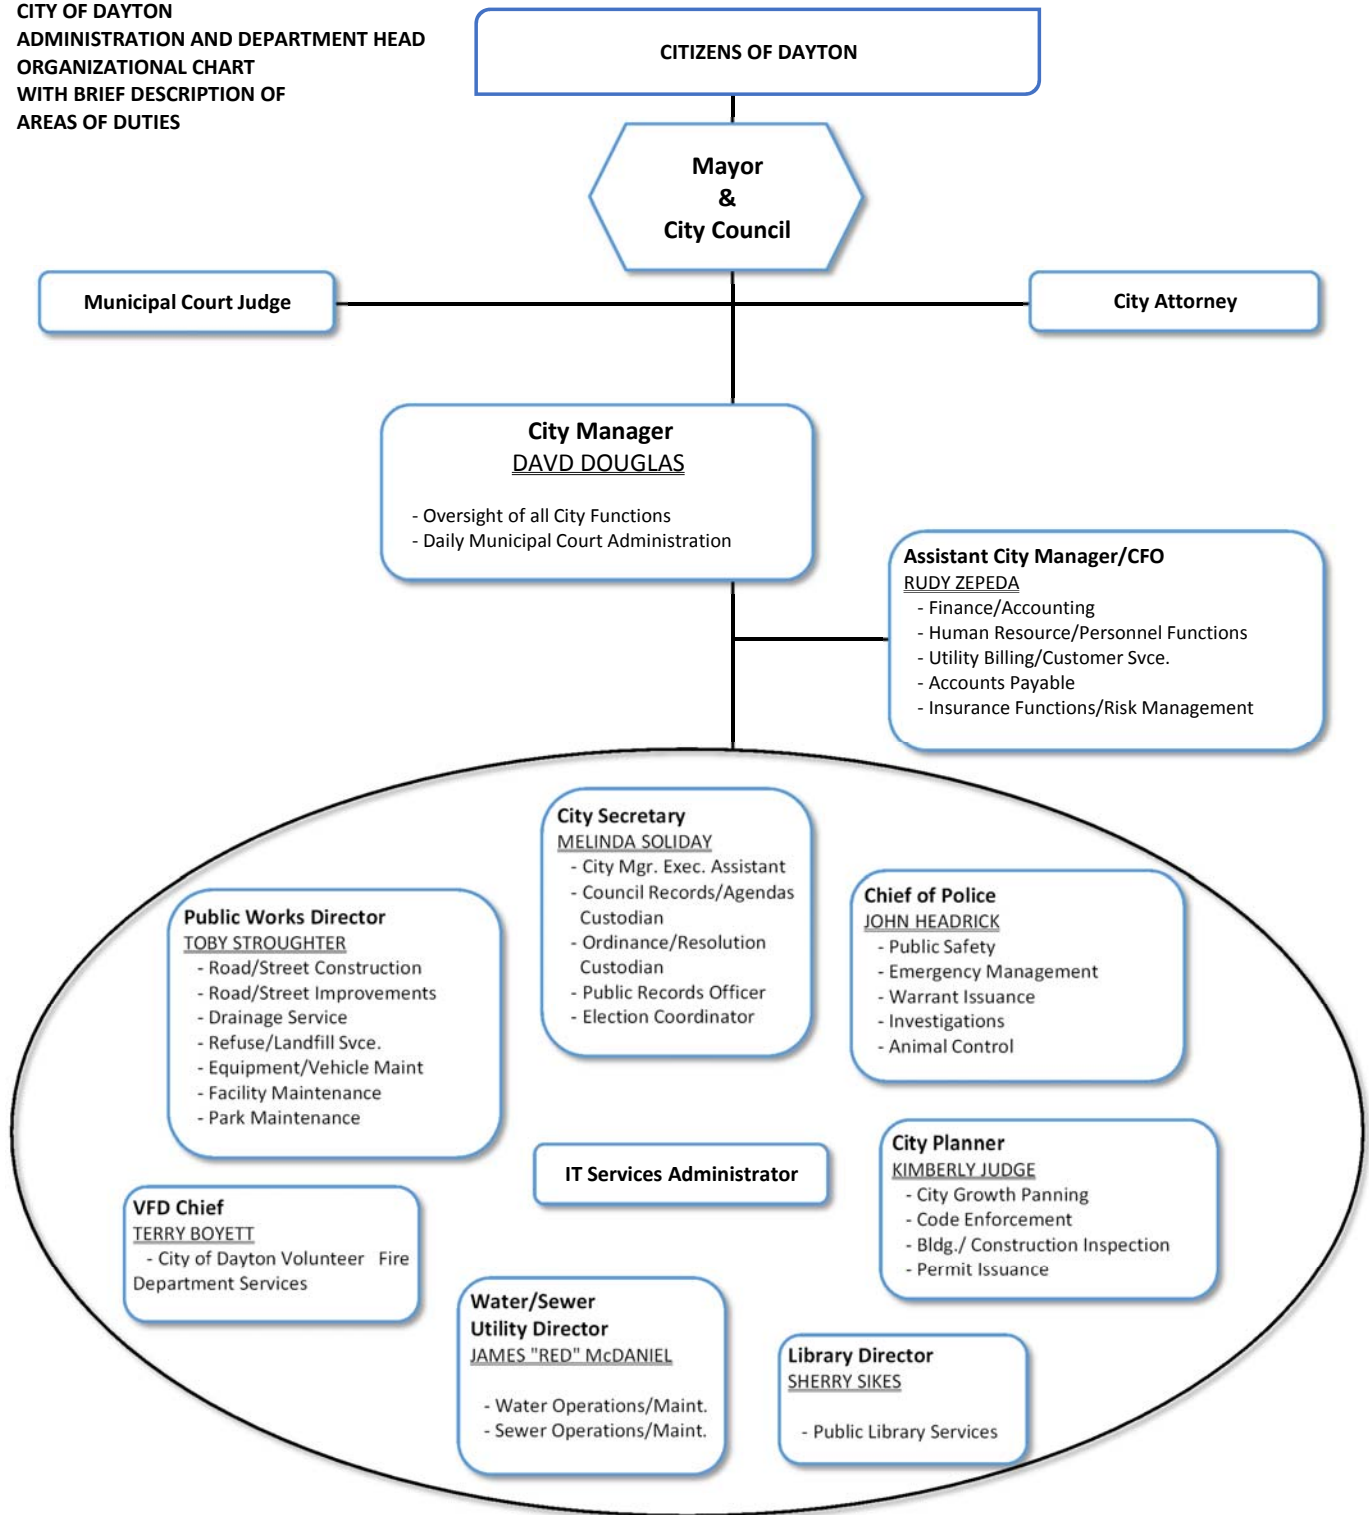 CITY OF DAYTON
ADMINISTRATION AND DEPARTMENT HEAD
ORGANIZATIONAL CHART
WITH BRIEF DESCRIPTION OF
AREAS OF DUTIES
CITIZENS OF DAYTON
Mayor
&
City Council
Municipal Court Judge
City Attorney
City Manager
DAVD DOUGLAS
- Oversight of all City Functions
- Daily Municipal Court Administration
Assistant City Manager/CFO
RUDY ZEPEDA
- Finance/Accounting
- Human Resource/Personnel Functions
- Utility Billing/Customer Svce.
- Accounts Payable
- Insurance Functions/Risk Management
City Secretary
MELINDA SOLIDAY
- City Mgr. Exec. Assistant
- Council Records/Agendas
Custodian
- Ordinance/Resolution
Custodian
- Public Records Officer
- Election Coordinator
Public Works Director
TOBY STROUGHTER
- Road/Street Construction
- Road/Street Improvements
- Drainage Service
- Refuse/Landfill Svce.
- Equipment/Vehicle Maint
- Facility Maintenance
- Park Maintenance
Chief of Police
JOHN HEADRICK
- Public Safety
- Emergency Management
- Warrant Issuance
- Investigations
- Animal Control
IT Services Administrator
City Planner
KIMBERLY JUDGE
- City Growth Panning
- Code Enforcement
- Bldg./ Construction Inspection
- Permit Issuance
VFD Chief
TERRY BOYETT
- City of Dayton Volunteer Fire
Department Services
Water/Sewer
Utility Director
JAMES "RED" McDANIEL
- Water Operations/Maint.
- Sewer Operations/Maint.
Library Director
SHERRY SIKES
- Public Library Services